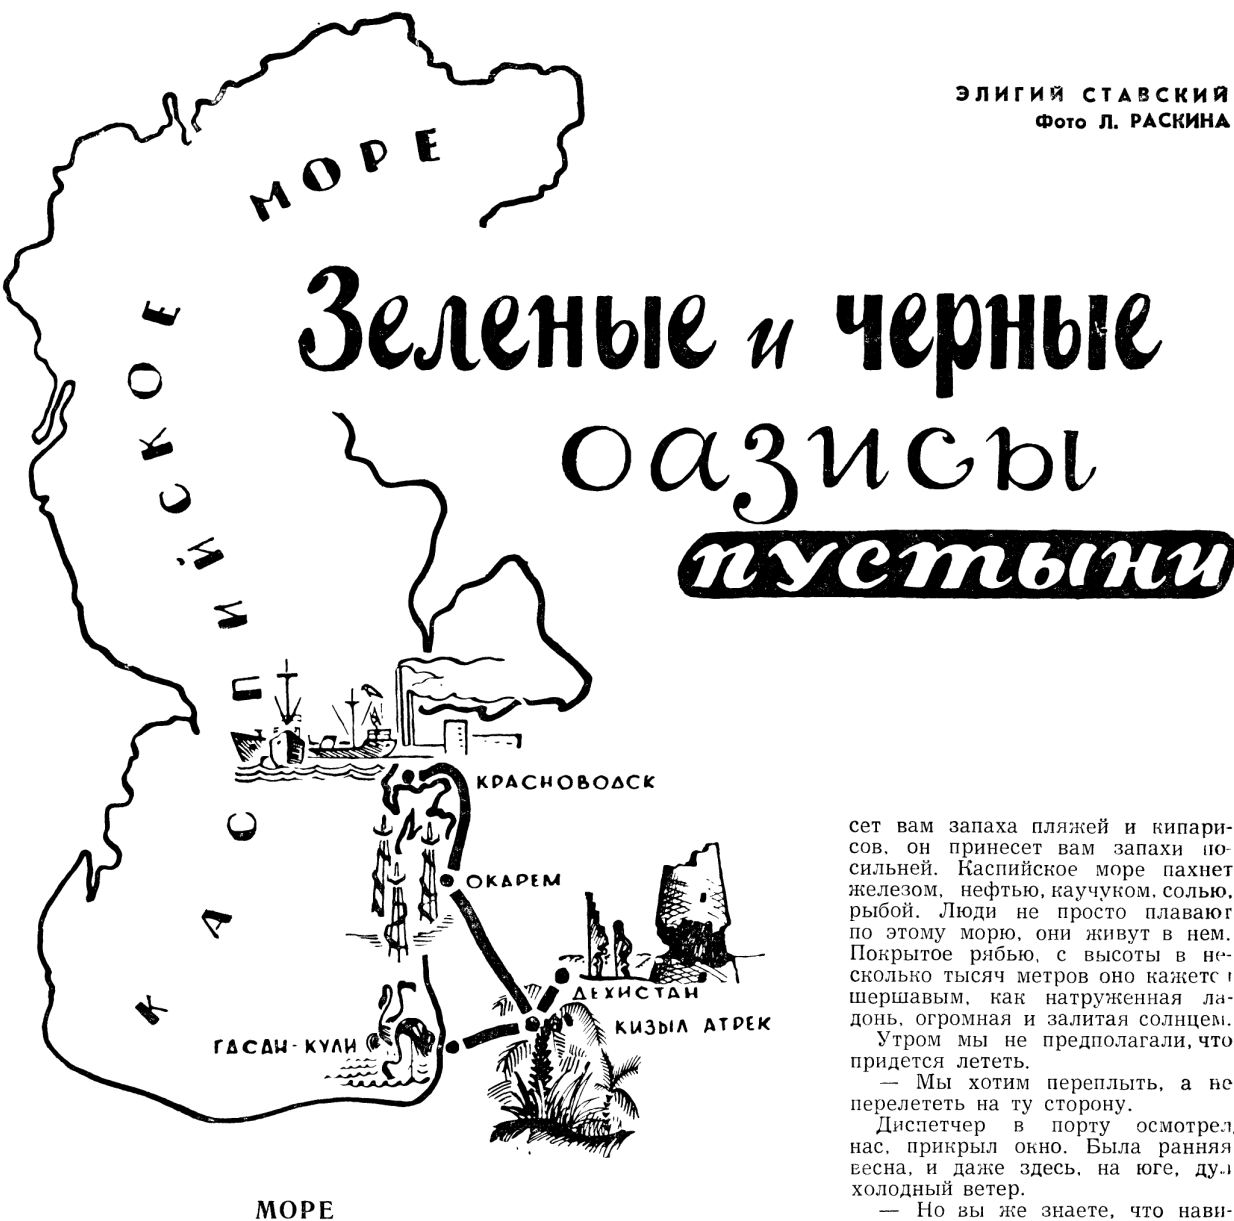 ЭЛИГИЙ СТАВСКИЙ
Фото Л. РАСКИНА
КАСПИЙСКОЕ МОРЕ
Зеленые и черные
оазисы
пустыни
КРАСНОВОДСК
ОКАРЕМ
ДЕХИСТАН
КИЗЫЛ АТРЕК
ГАСАН-КУЛИ
МОРЕ
сет вам запаха пляжей и кипари-
сов, он принесет вам запахи по-
сильней. Каспийское море пахнет
железом, нефтью, каучуком, солью,
рыбой. Люди не просто плавают
по этому морю, они живут в нем.
Покрытое рябью, с высоты в не-
сколько тысяч метров оно кажется
шершавым, как натруженная ла-
донь, огромная и залитая солнцем.
Утром мы не предполагали, что
придется лететь.
— Мы хотим переплыть, а не
перелететь на ту сторону.
Диспетчер в порту осмотрел
нас, прикрыл окно. Была ранняя
весна, и даже здесь, на юге, дул
холодный ветер.
— Но вы же знаете, что нави-